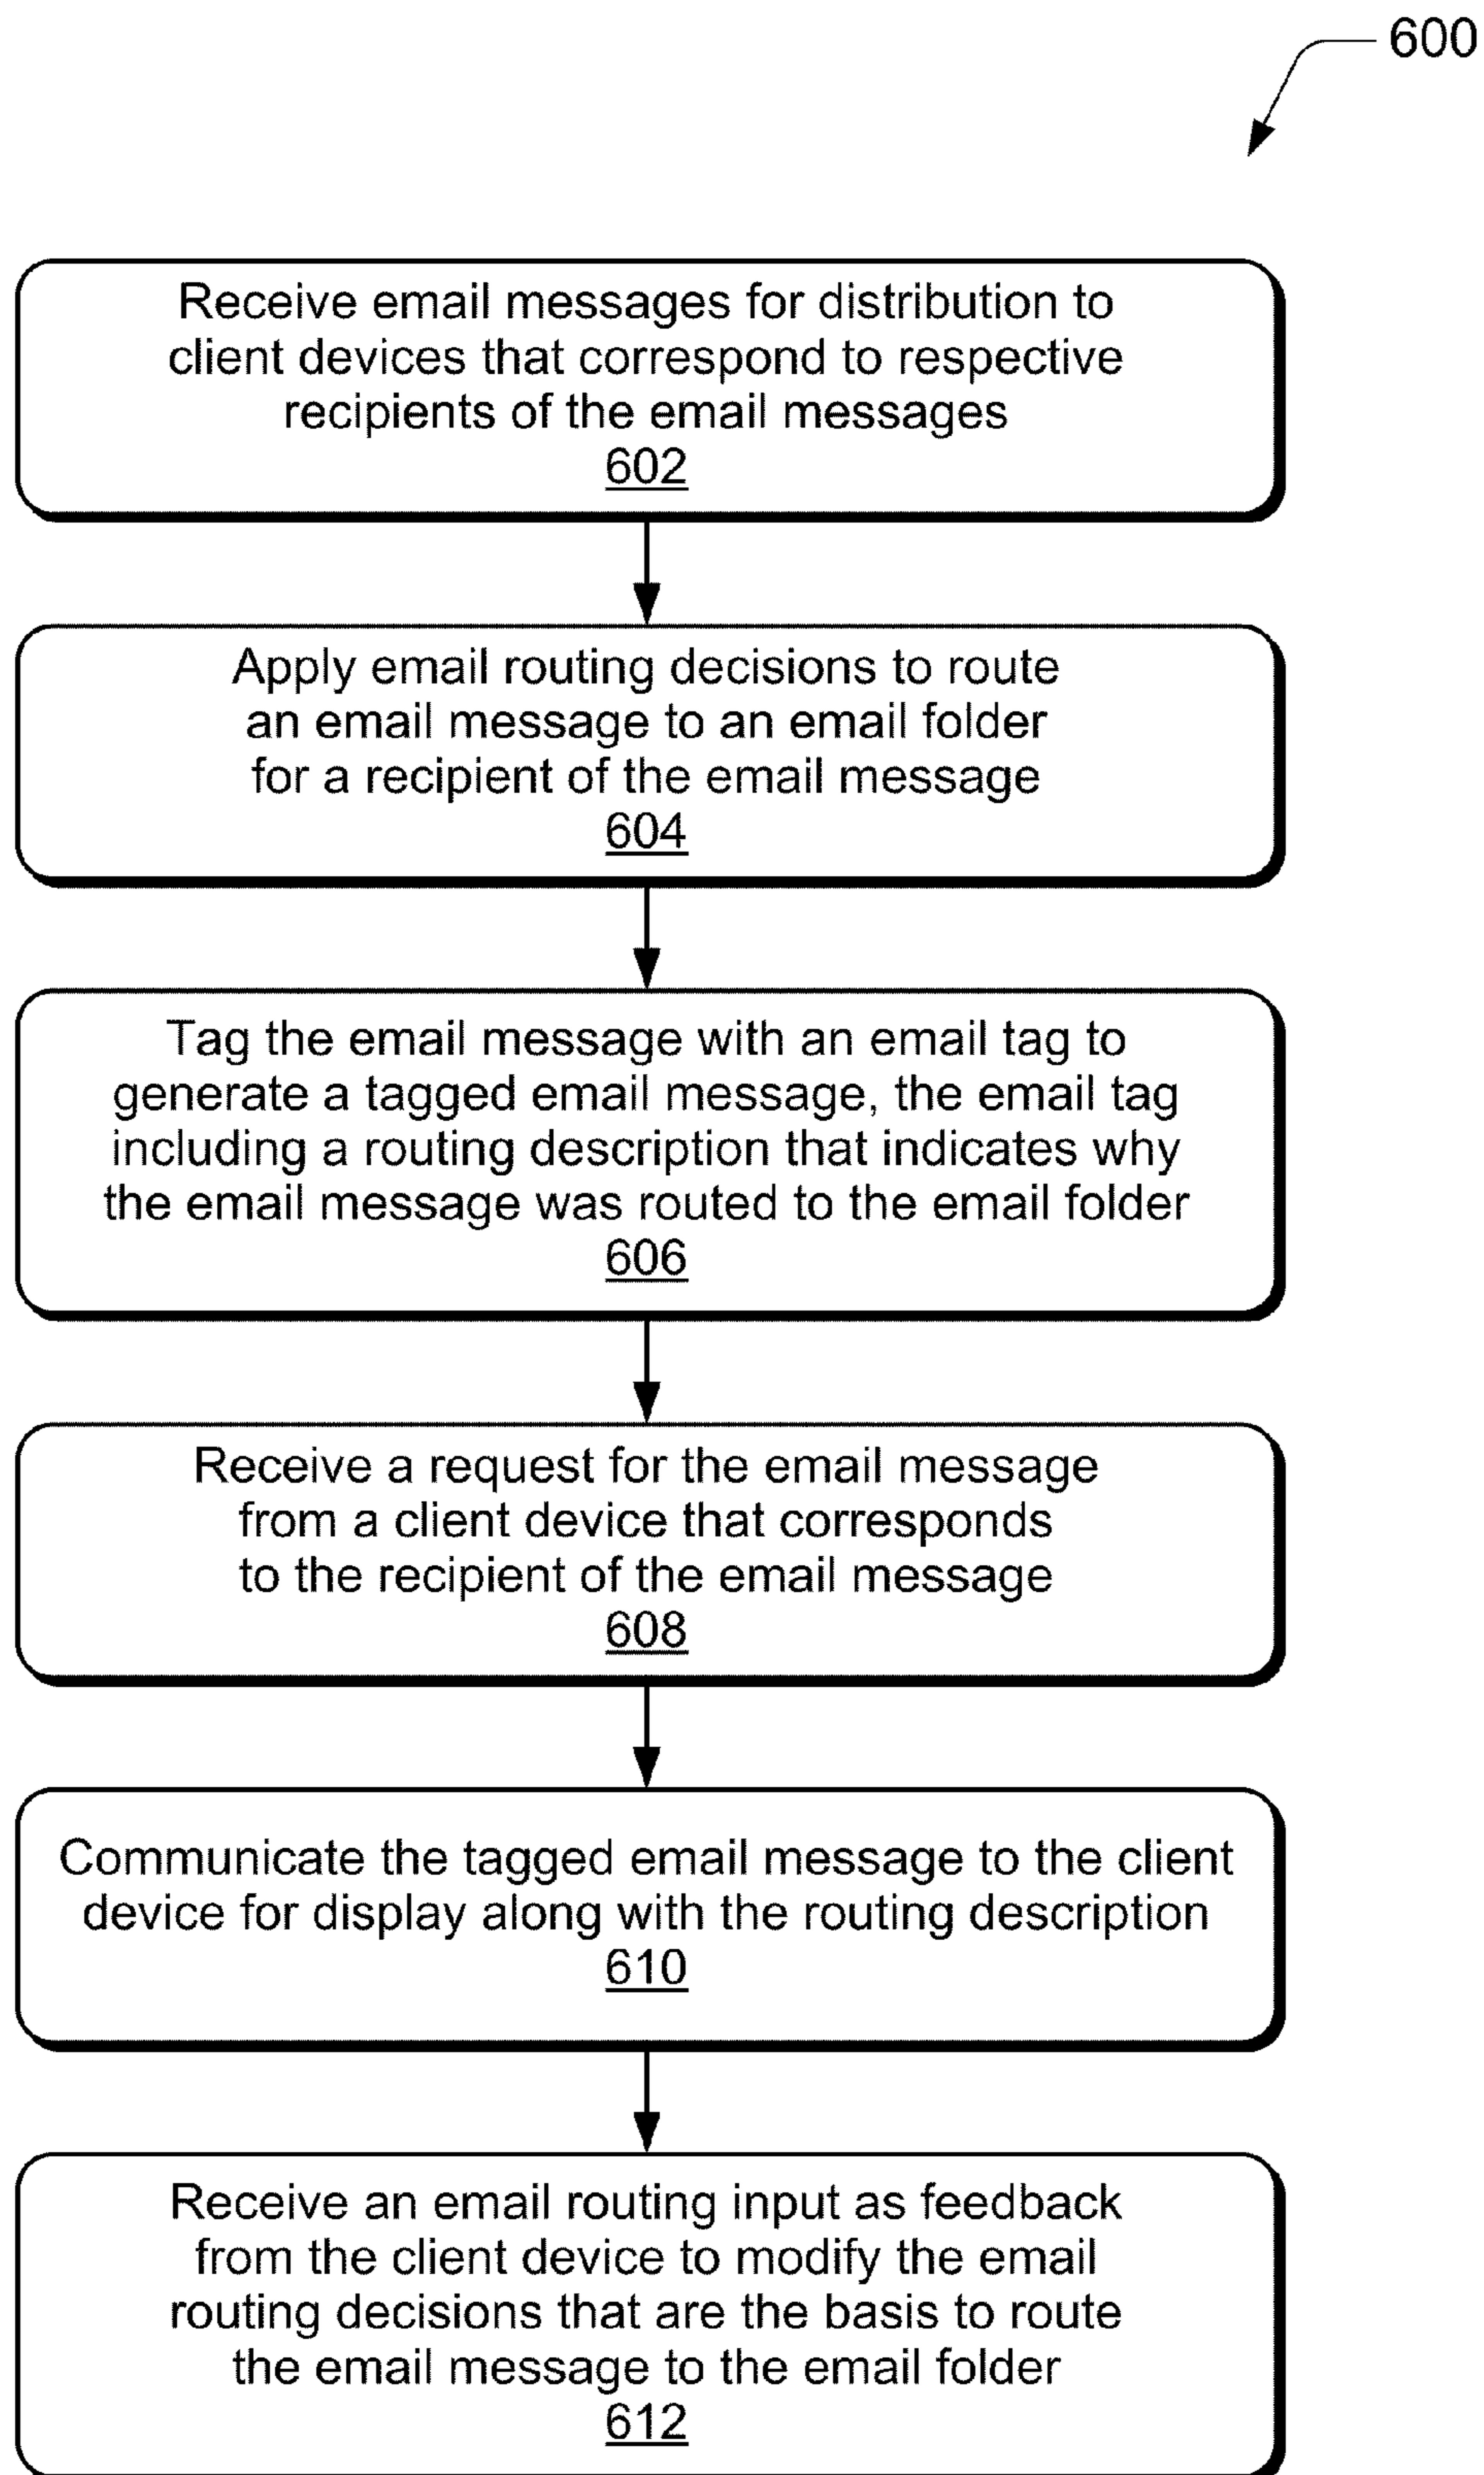 600
Receive email messages for distribution to
client devices that correspond to respective
recipients of the email messages
602
Apply email routing decisions to route
an email message to an email folder
for a recipient of the email message
604
Tag the email message with an email tag to
generate a tagged email message, the email tag
including a routing description that indicates why
the email message was routed to the email folder
606
Receive a request for the email message
from a client device that corresponds
to the recipient of the email message
608
Communicate the tagged email message to the client
device for display along with the routing description
610
Receive an email routing input as feedback
from the client device to modify the email
routing decisions that are the basis to route
the email message to the email folder
612